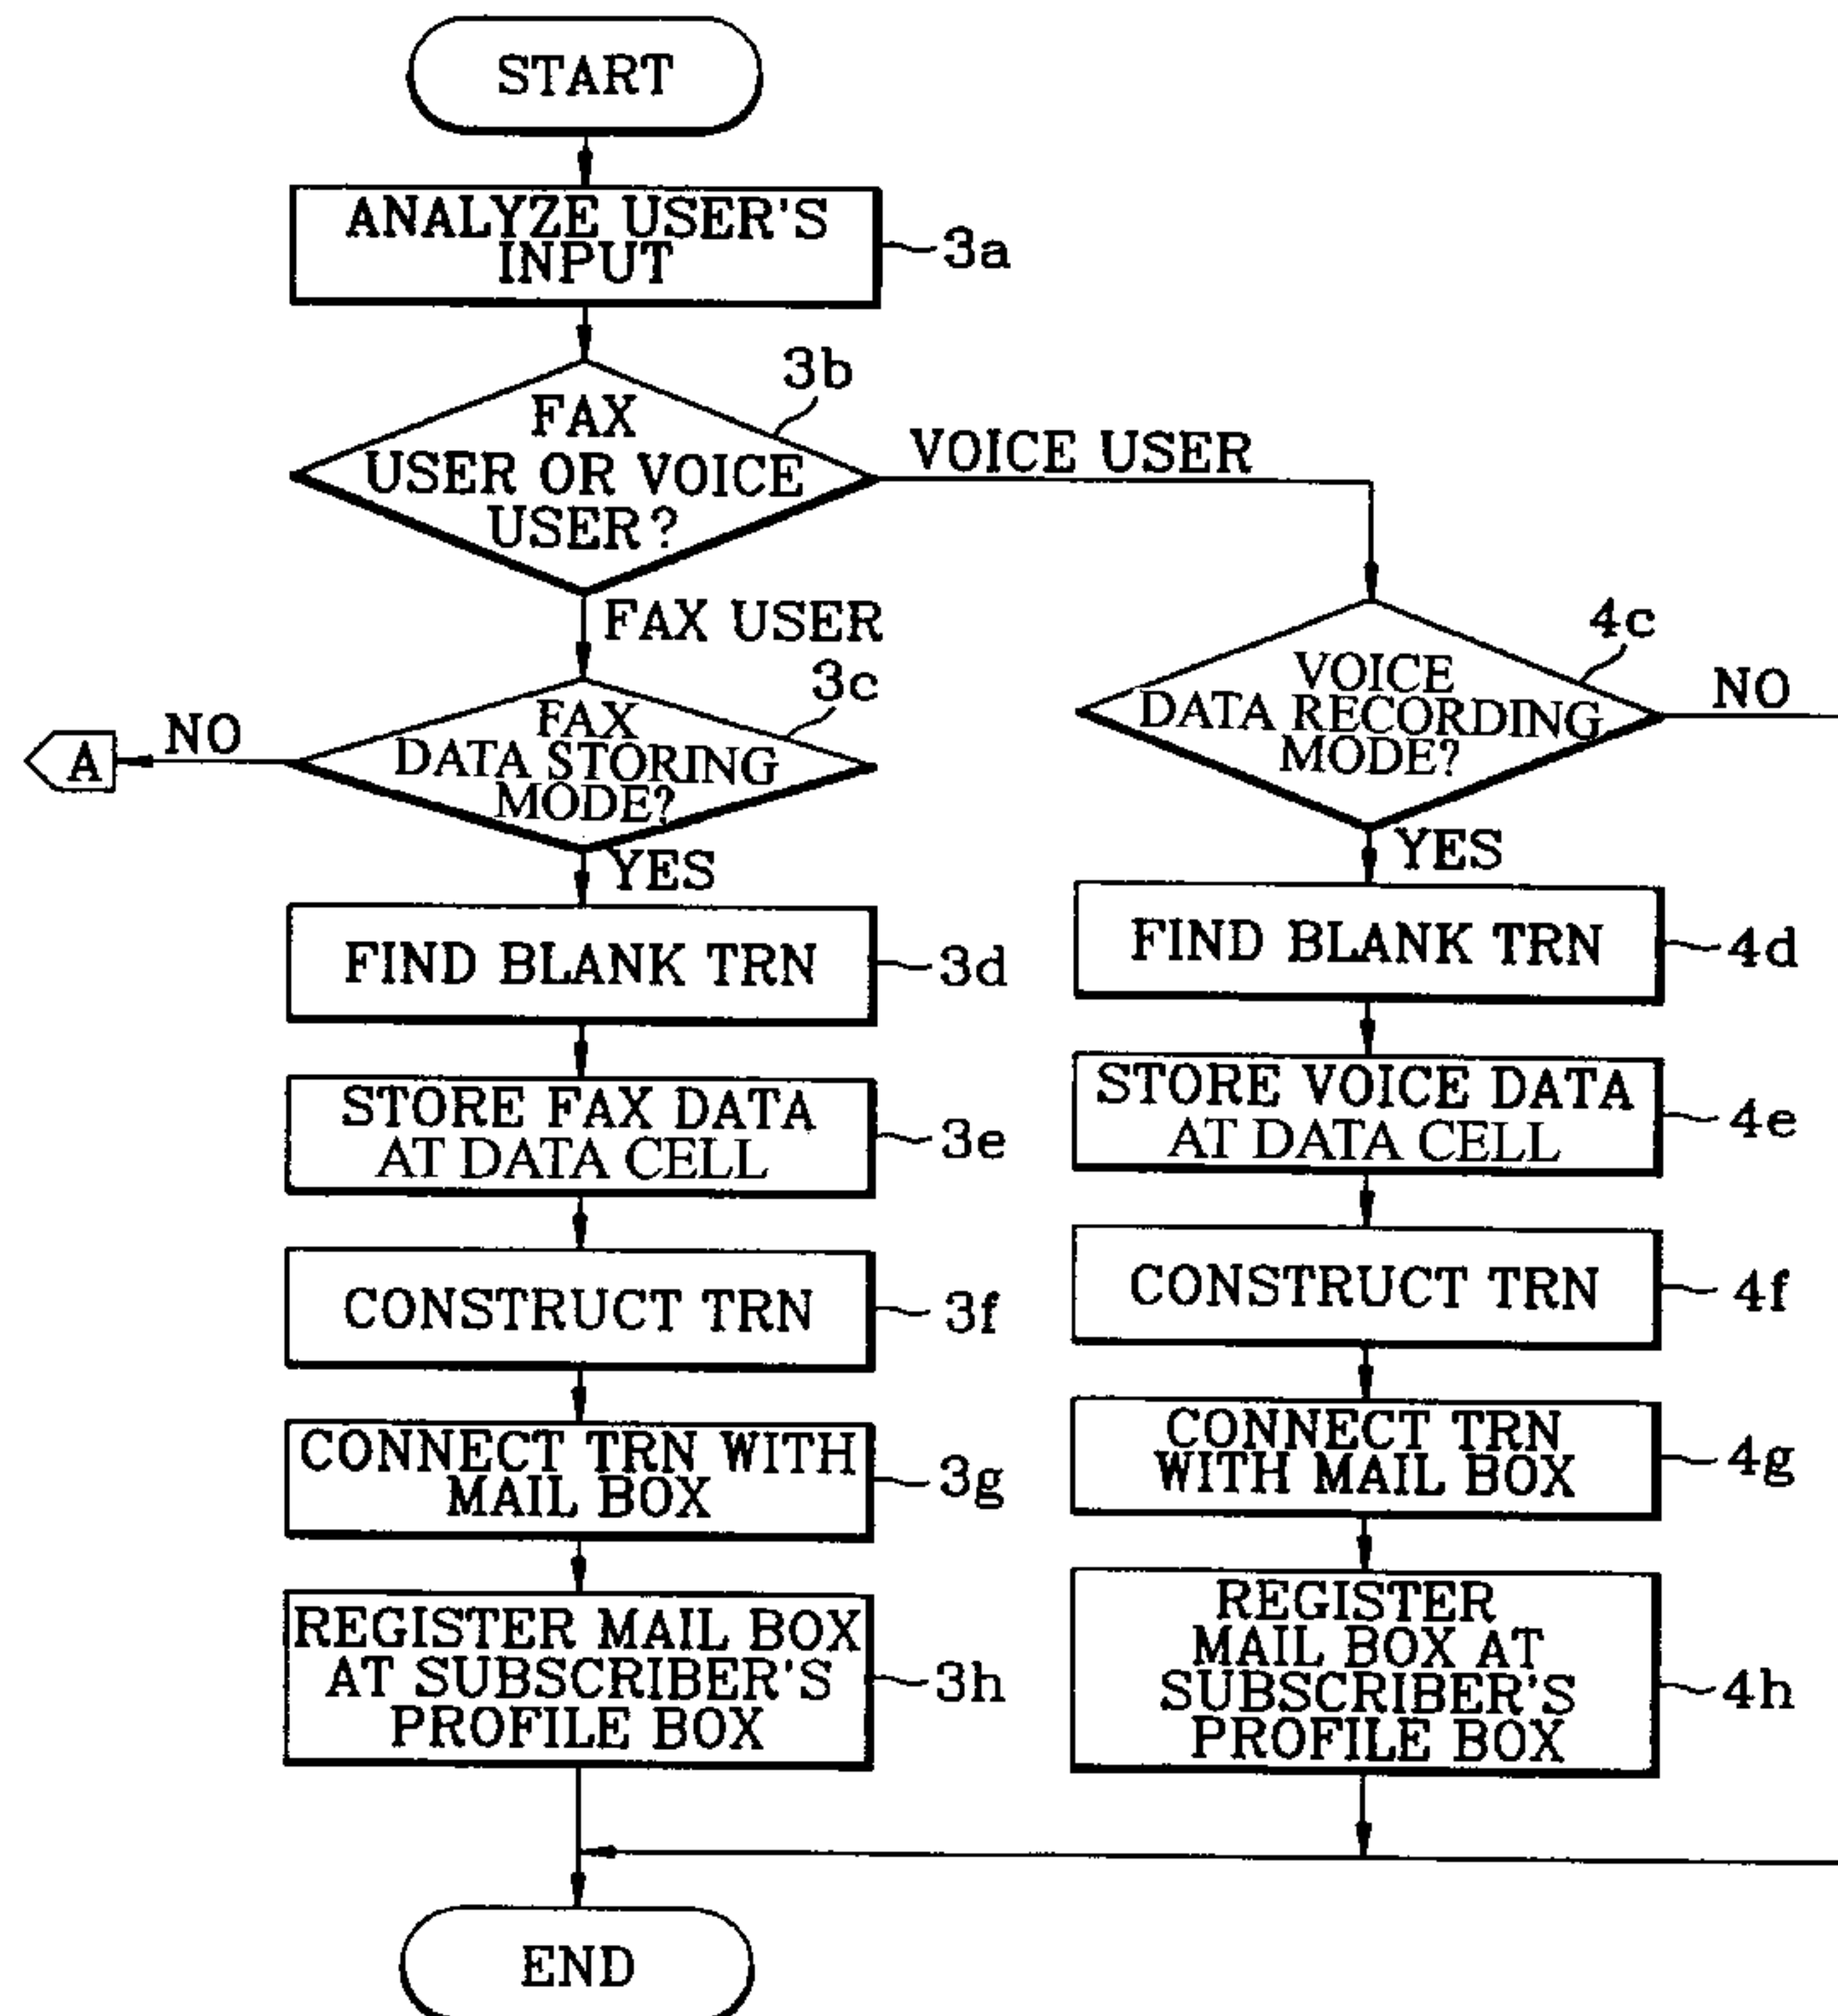 START
ANALYZE USER'S
INPUT
3a
3b
FAX
USER OR VOICE
USER?
VOICE USER
FAX USER
3c
FAX
DATA STORING
MODE?
NO
A
YES
4c
VOICE
DATA RECORDING
MODE?
NO
YES
FIND BLANK TRN
3d
STORE FAX DATA
AT DATA CELL
3e
CONSTRUCT TRN
3f
CONNECT TRN WITH
MAIL BOX
3g
REGISTER MAIL BOX
AT SUBSCRIBER'S
PROFILE BOX
3h
FIND BLANK TRN
4d
STORE VOICE DATA
AT DATA CELL
4e
CONSTRUCT TRN
4f
CONNECT TRN
WITH MAIL BOX
4g
REGISTER
MAIL BOX AT
SUBSCRIBER'S
PROFILE BOX
4h
END